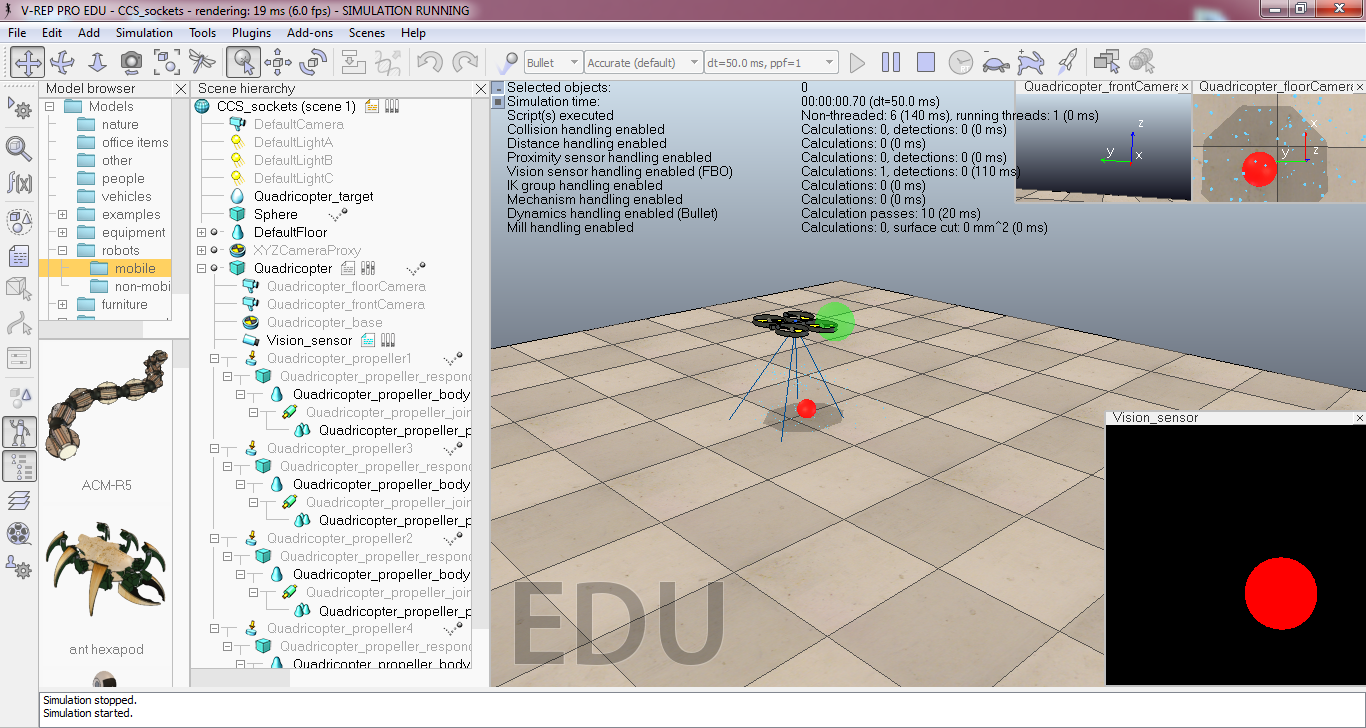 V-REP PRO EDU - CCS_sockets - rendering: 19 ms (6.0 fps) - SIMULATION RUNNING
File Edit Add Simulation Tools Plugins Add-ons Scenes Help
Bullet Accurate (default) dt=50.0 ms, ppf=1
Model browser
Models
nature
office items
other
people
vehicles
examples
equipment
robots
mobile
non-mobi
furniture
ACM-R5
ant hexapod
Scene hierarchy
CCS_sockets (scene 1)
DefaultCamera
DefaultLightA
DefaultLightB
DefaultLightC
Quadricopter_target
Sphere
DefaultFloor
XYZCameraProxy
Quadricopter
Quadricopter_floorCamera
Quadricopter_frontCamera
Quadricopter_base
Vision_sensor
Quadricopter_propeller1
Quadricopter_propeller_respon
Quadricopter_propeller_body
Quadricopter_propeller_join
Quadricopter_propeller_p
Quadricopter_propeller3
Quadricopter_propeller_respon
Quadricopter_propeller_body
Quadricopter_propeller_join
Quadricopter_propeller_p
Quadricopter_propeller2
Quadricopter_propeller_respon
Quadricopter_propeller_body
Quadricopter_propeller_join
Quadricopter_propeller_p
Quadricopter_propeller4
Quadricopter_propeller_respon
Quadricopter_propeller_body
Selected objects: 0
Simulation time: 00:00:00.70 (dt=50.0 ms)
Script(s) executed Non-threaded: 6 (140 ms), running threads: 1 (0 ms)
Collision handling enabled Calculations: 0, detections: 0 (0 ms)
Distance handling enabled Calculations: 0 (0 ms)
Proximity sensor handling enabled Calculations: 0, detections: 0 (0 ms)
Vision sensor handling enabled (FBO) Calculations: 1, detections: 0 (110 ms)
IK group handling enabled Calculations: 0 (0 ms)
Mechanism handling enabled Calculations: 0 (0 ms)
Dynamics handling enabled (Bullet) Calculation passes: 10 (20 ms)
Mill handling enabled Calculations: 0, surface cut: 0 mm^2 (0 ms)
Quadricopter_frontCamera
z
y
x
Quadricopter_floorCamera
x
y
z
Vision_sensor
EDU
Simulation stopped.
Simulation started.